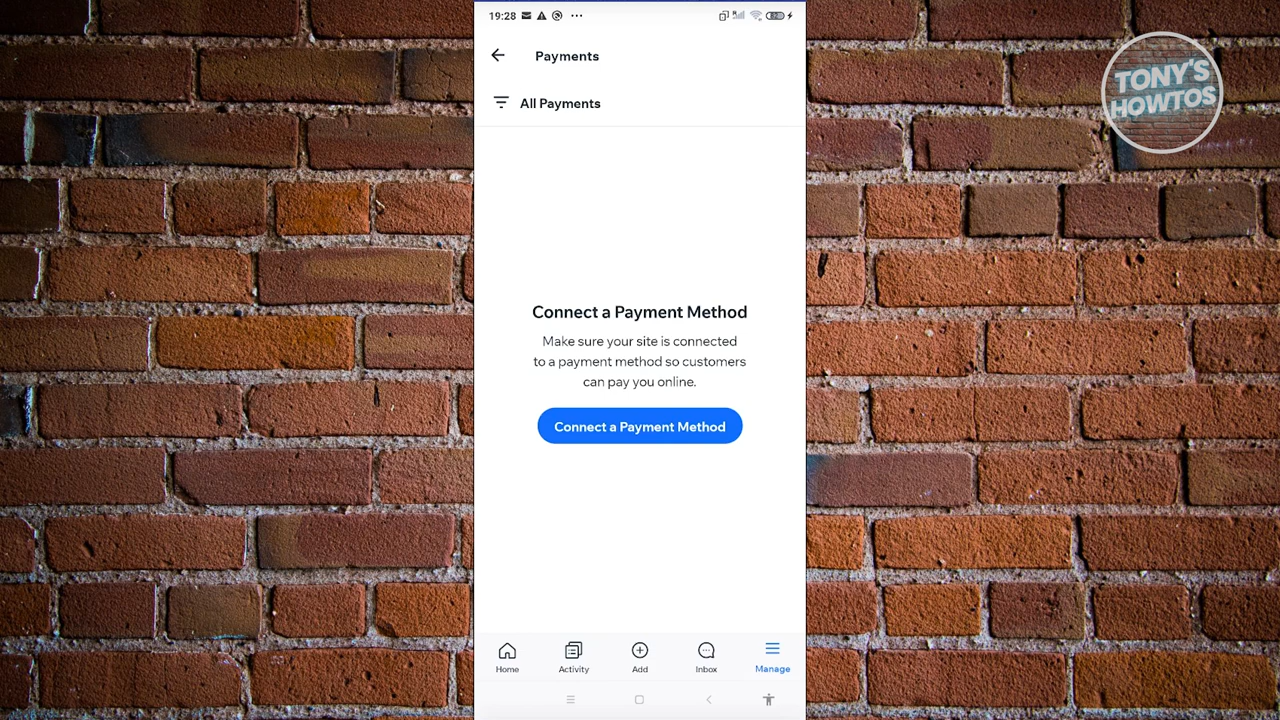 19:28
Payments
All Payments
Connect a Payment Method
Make sure your site is connected
to a payment method so customers
can pay you online.
Connect a Payment Method
Home
Activity
Add
Inbox
Manage
TONY'S
HOWTOS